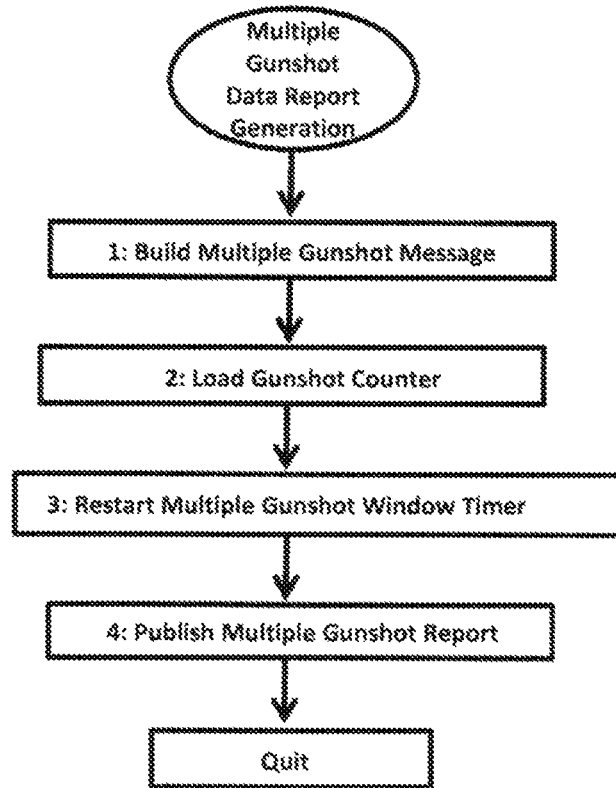 Multiple
Gunshot
Data Report
Generation
1: Build Multiple Gunshot Message
2: Load Gunshot Counter
3: Restart Multiple Gunshot Window Timer
4: Publish Multiple Gunshot Report
Quit